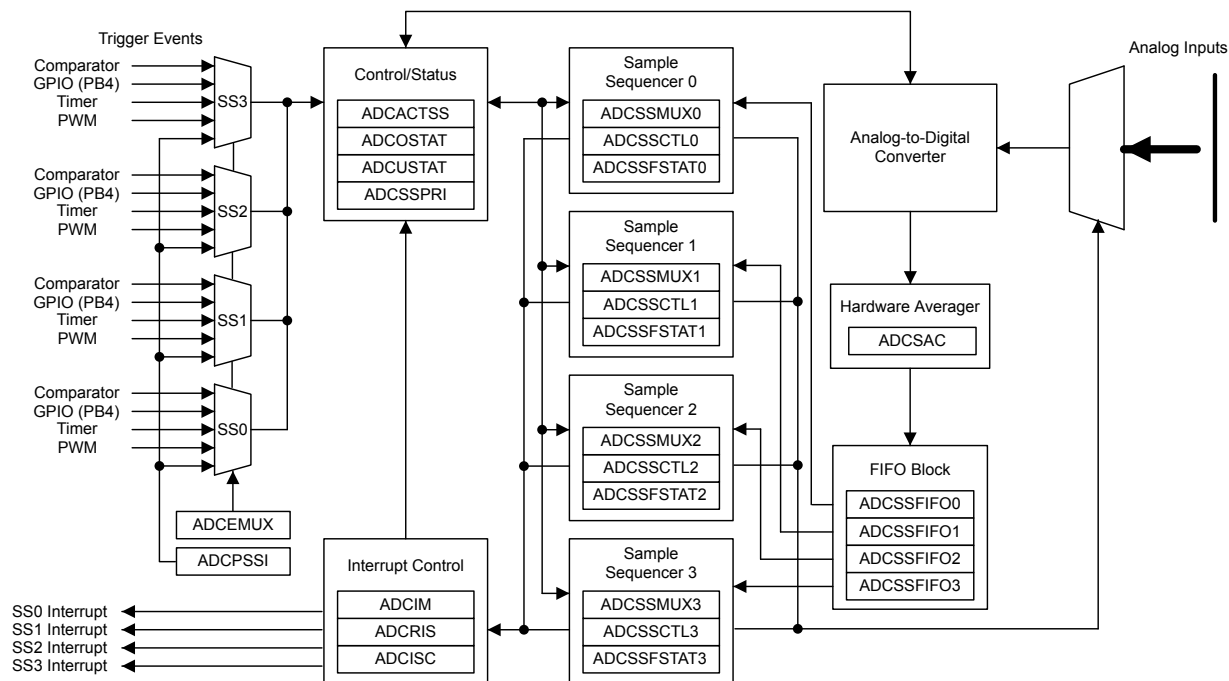 Trigger Events
Comparator
GPIO (PB4)
Timer
PWM
SS3
Comparator
GPIO (PB4)
Timer
PWM
SS2
Comparator
GPIO (PB4)
Timer
PWM
SS1
Comparator
GPIO (PB4)
Timer
PWM
SS0
ADCEMUX
ADCPSSI
SS0 Interrupt
SS1 Interrupt
SS2 Interrupt
SS3 Interrupt
Control/Status
ADCACTSS
ADCOSTAT
ADCUSTAT
ADCSSPRI
Interrupt Control
ADCIM
ADCRIS
ADCISC
Sample
Sequencer 0
ADCSSMUX0
ADCSSCTL0
ADCSSFSTAT0
Sample
Sequencer 1
ADCSSMUX1
ADCSSCTL1
ADCSSFSTAT1
Sample
Sequencer 2
ADCSSMUX2
ADCSSCTL2
ADCSSFSTAT2
Sample
Sequencer 3
ADCSSMUX3
ADCSSCTL3
ADCSSFSTAT3
Analog-to-Digital
Converter
Hardware Averager
ADCSAC
FIFO Block
ADCSSFIFO0
ADCSSFIFO1
ADCSSFIFO2
ADCSSFIFO3
Analog Inputs